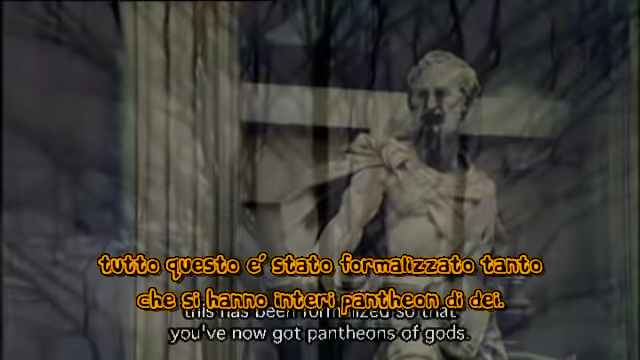 tutto questo e' stato formalizzato tanto
che si hanno interi pantheon di dei.
this has been formalized so that
you've now got pantheons of gods.